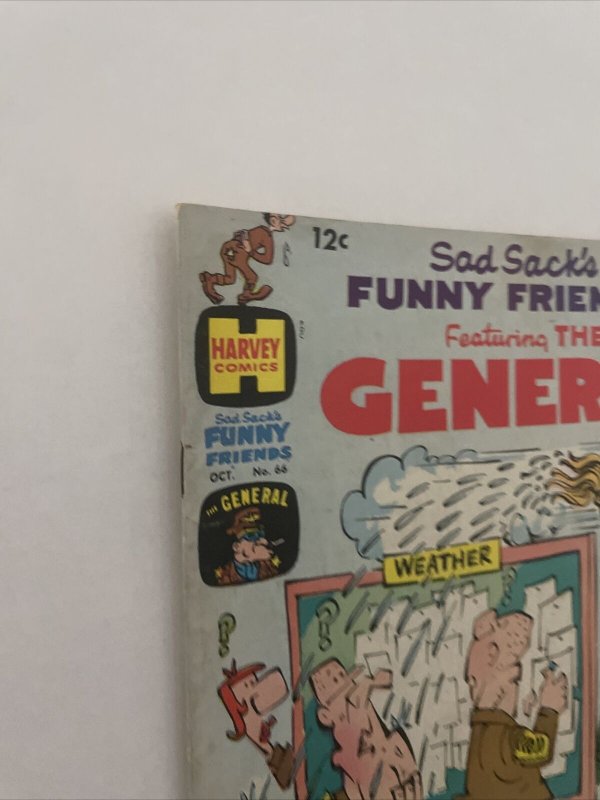 12¢
Sad Sack's
FUNNY FRIEN
Featuring THE
GENER
HARVEY
COMICS
Sad Sack's
FUNNY
FRIENDS
OCT. No. 66
THE GENERAL
WEATHER
?
?
?